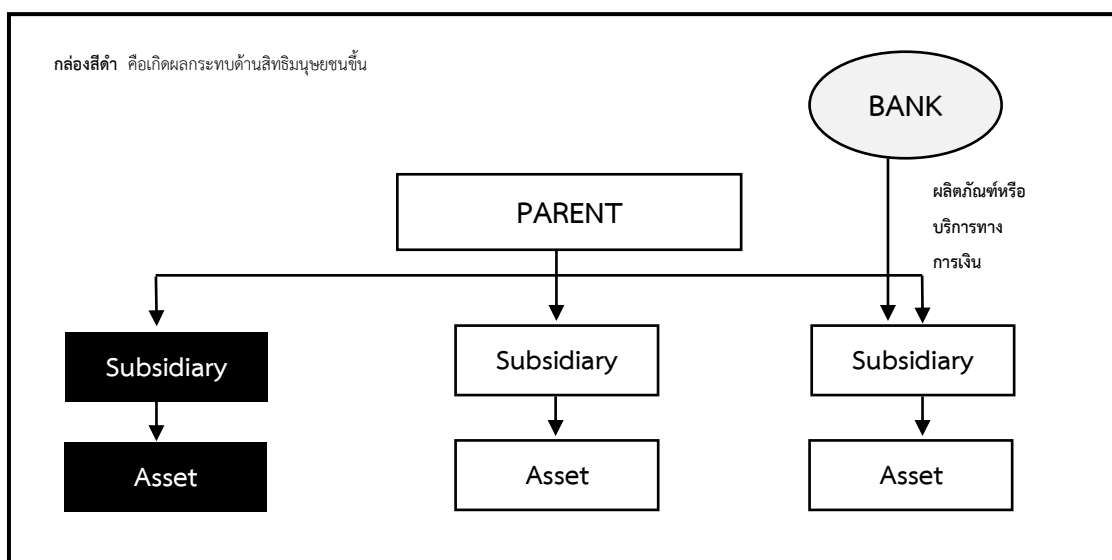 กล่องสีดำ คือเกิดผลกระทบด้านสิทธิมนุษยชนขึ้น
BANK
ผลิตภัณฑ์หรือ
บริการทาง
การเงิน
PARENT
Subsidiary
Subsidiary
Subsidiary
Asset
Asset
Asset